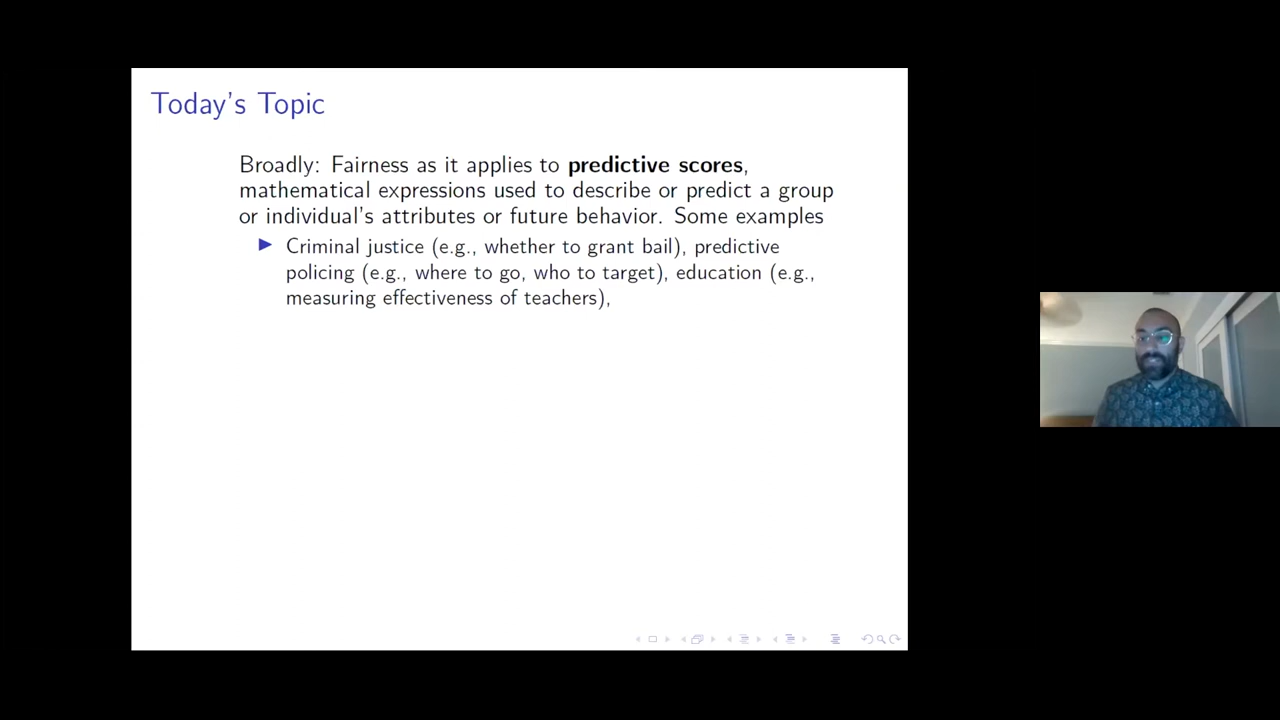 Today's Topic
Broadly: Fairness as it applies to predictive scores,
mathematical expressions used to describe or predict a group
or individual's attributes or future behavior. Some examples
Criminal justice (e.g., whether to grant bail), predictive
policing (e.g., where to go, who to target), education (e.g.,
measuring effectiveness of teachers),